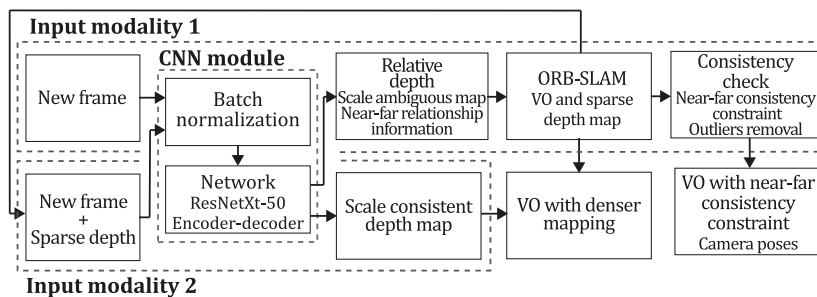 Input modality 1
CNN module
New frame
Batch
normalization
Relative
depth
Scale ambiguous map
Near-far relationship
information
ORB-SLAM
VO and sparse
depth map
Consistency
check
Near-far consistency
constraint
Outliers removal
New frame
+
Sparse depth
Network
ResNetXt-50
Encoder-decoder
Scale consistent
depth map
VO with denser
mapping
VO with near-far
consistency
constraint
Camera poses
Input modality 2